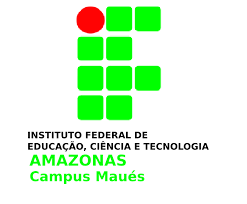 INSTITUTO FEDERAL DE
EDUCAÇÃO, CIÊNCIA E TECNOLOGIA
AMAZONAS
Campus Maués